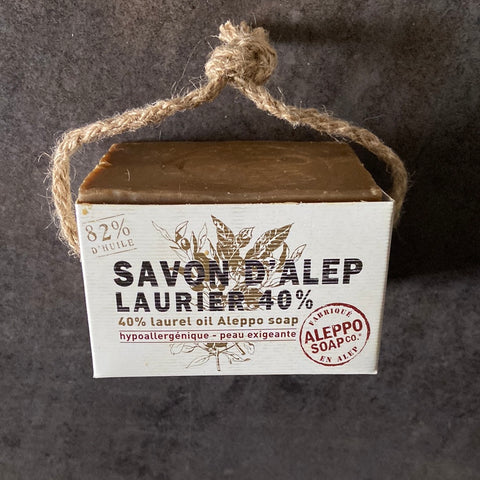 82%
D'HUILE
SAVON D'ALEP
LAURIER 40%
40% laurel oil Aleppo soap
hypoallergénique - peau exigeante
FABRIQUÉ
ALEPPO
SOAP CO.
EN ALEP